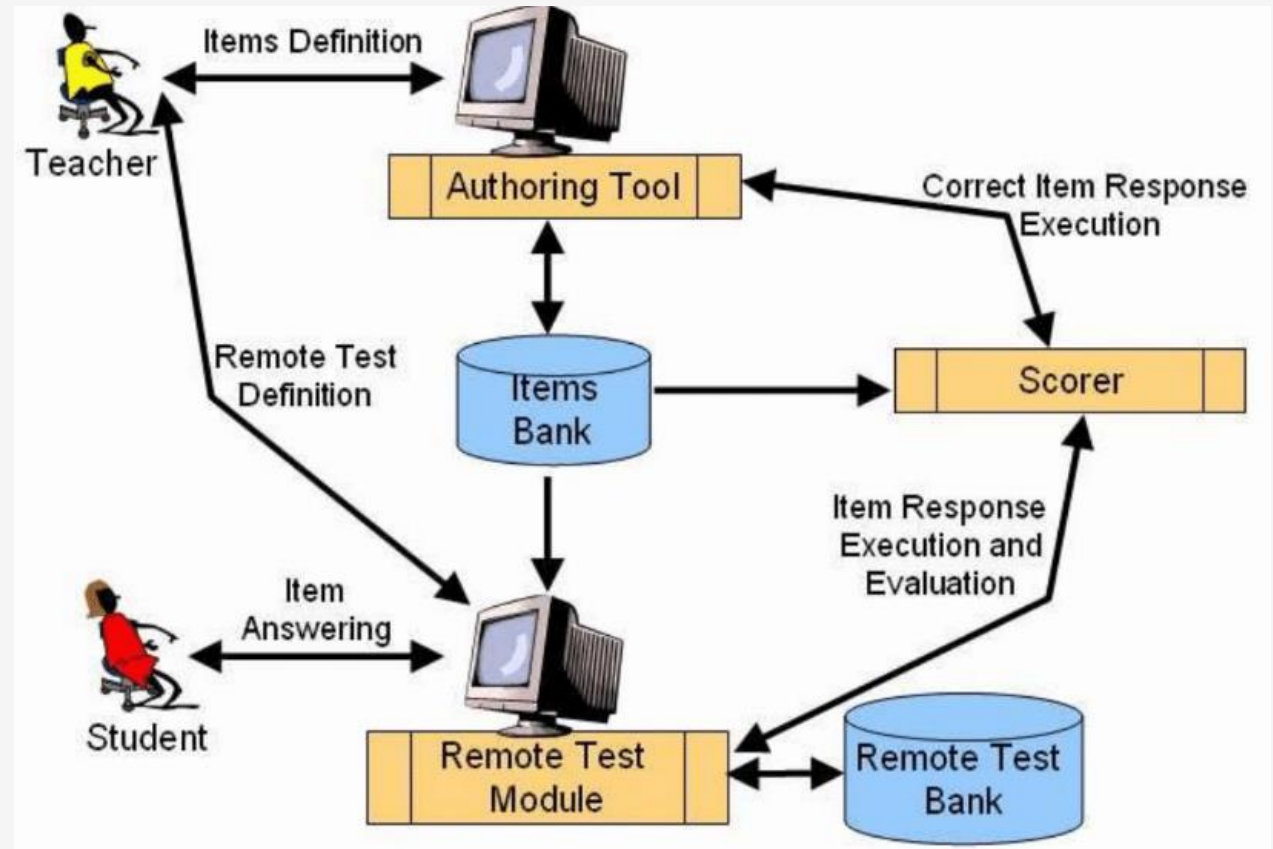 Items Definition
Teacher
Authoring Tool
Correct Item Response
Execution
Remote Test
Definition
Items
Bank
Scorer
Item Response
Execution and
Evaluation
Item
Answering
Student
Remote Test
Module
Remote Test
Bank